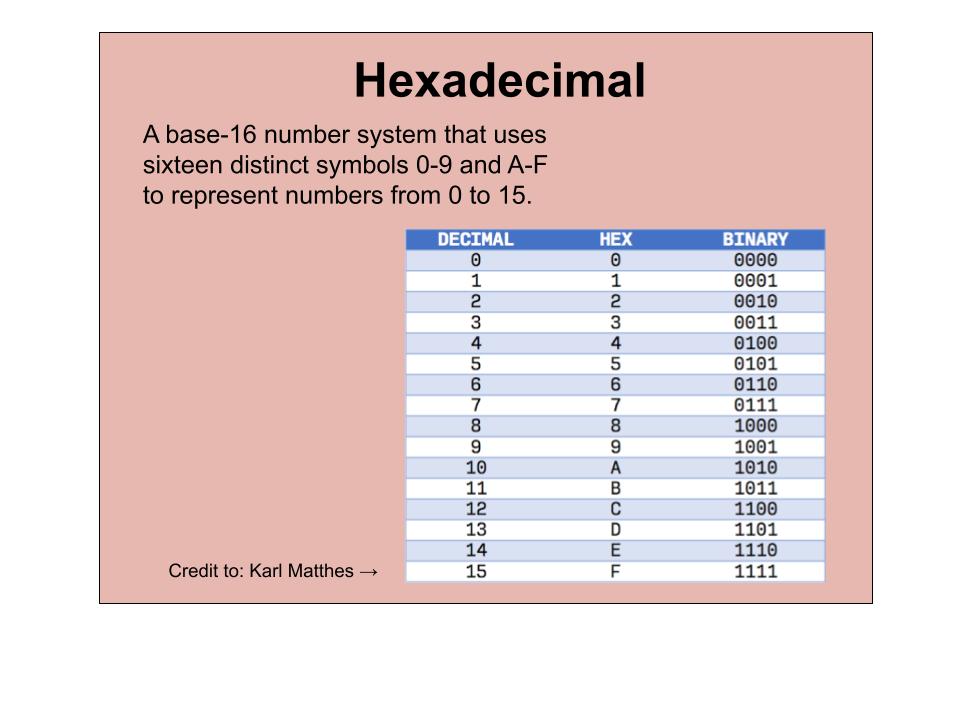 Hexadecimal
A base-16 number system that uses
sixteen distinct symbols 0-9 and A-F
to represent numbers from 0 to 15.
DECIMAL HEX BINARY
0 0 0000
1 1 0001
2 2 0010
3 3 0011
4 4 0100
5 5 0101
6 6 0110
7 7 0111
8 8 1000
9 9 1001
10 A 1010
11 B 1011
12 C 1100
13 D 1101
14 E 1110
15 F 1111
Credit to: Karl Matthes →